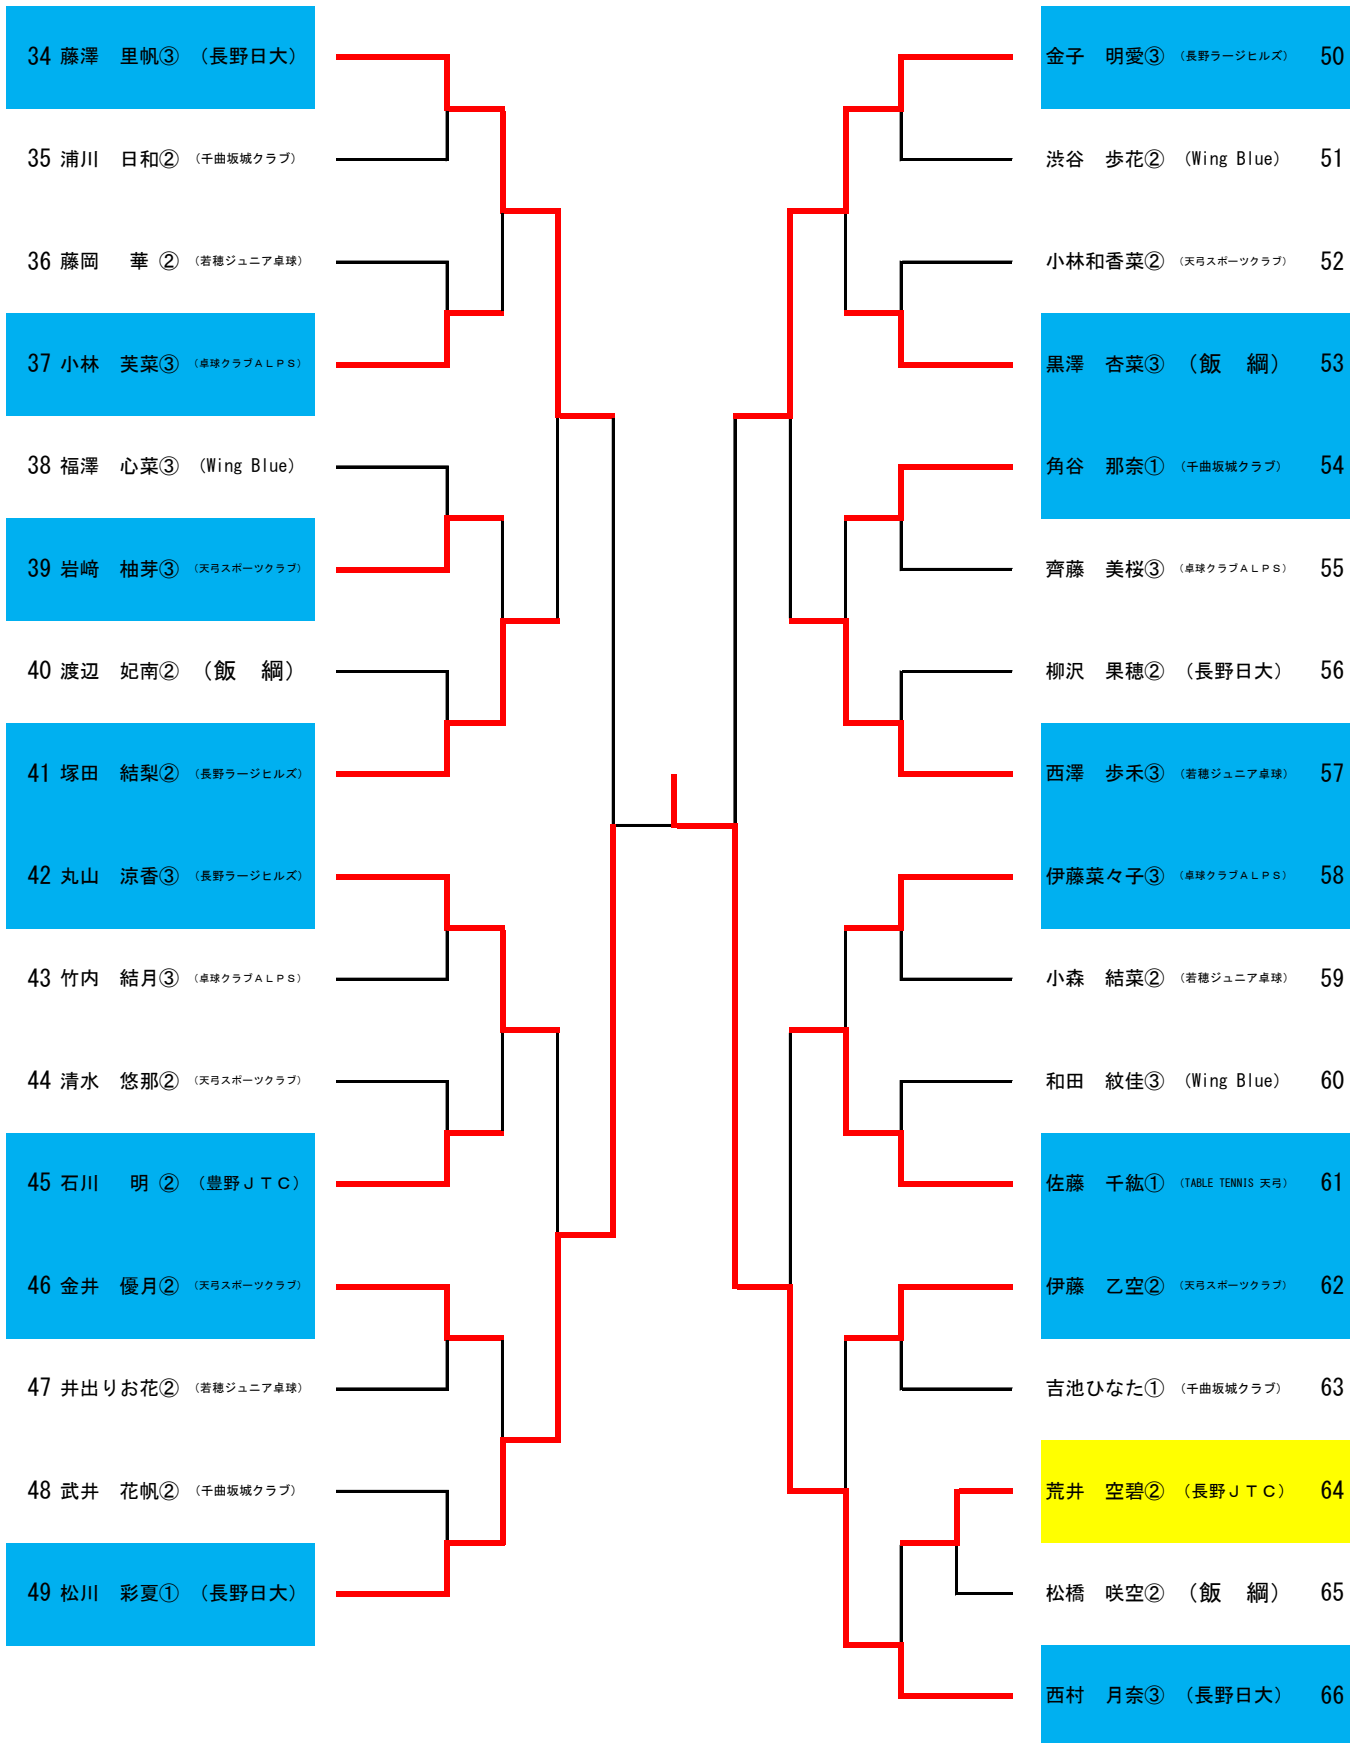 34 藤澤　里帆③ （長野日大）
35 浦川　日和② （千曲坂城クラブ）
36 藤岡　華② （若穂ジュニア卓球）
37 小林　芙菜③ （卓球クラブＡＬＰＳ）
38 福澤　心菜③ (Wing Blue)
39 岩﨑　柚芽③ （天弓スポーツクラブ）
40 渡辺　妃南② （飯　綱）
41 塚田　結梨② （長野ラージヒルズ）
42 丸山　涼香③ （長野ラージヒルズ）
43 竹内　結月③ （卓球クラブＡＬＰＳ）
44 清水　悠那② （天弓スポーツクラブ）
45 石川　明② （豊野ＪＴＣ）
46 金井　優月② （天弓スポーツクラブ）
47 井出りお花② （若穂ジュニア卓球）
48 武井　花帆② （千曲坂城クラブ）
49 松川　彩夏① （長野日大）
金子　明愛③ （長野ラージヒルズ） 50
渋谷　歩花② (Wing Blue) 51
小林和香菜② （天弓スポーツクラブ） 52
黒澤　杏菜③ （飯　綱） 53
角谷　那奈① （千曲坂城クラブ） 54
齊藤　美桜③ （卓球クラブＡＬＰＳ） 55
柳沢　果穂② （長野日大） 56
西澤　歩禾③ （若穂ジュニア卓球） 57
伊藤菜々子③ （卓球クラブＡＬＰＳ） 58
小森　結菜② （若穂ジュニア卓球） 59
和田　紋佳③ (Wing Blue) 60
佐藤　千紘① （TABLE TENNIS 天弓） 61
伊藤　乙空② （天弓スポーツクラブ） 62
吉池ひなた① （千曲坂城クラブ） 63
荒井　空碧② （長野ＪＴＣ） 64
松橋　咲空② （飯　綱） 65
西村　月奈③ （長野日大） 66